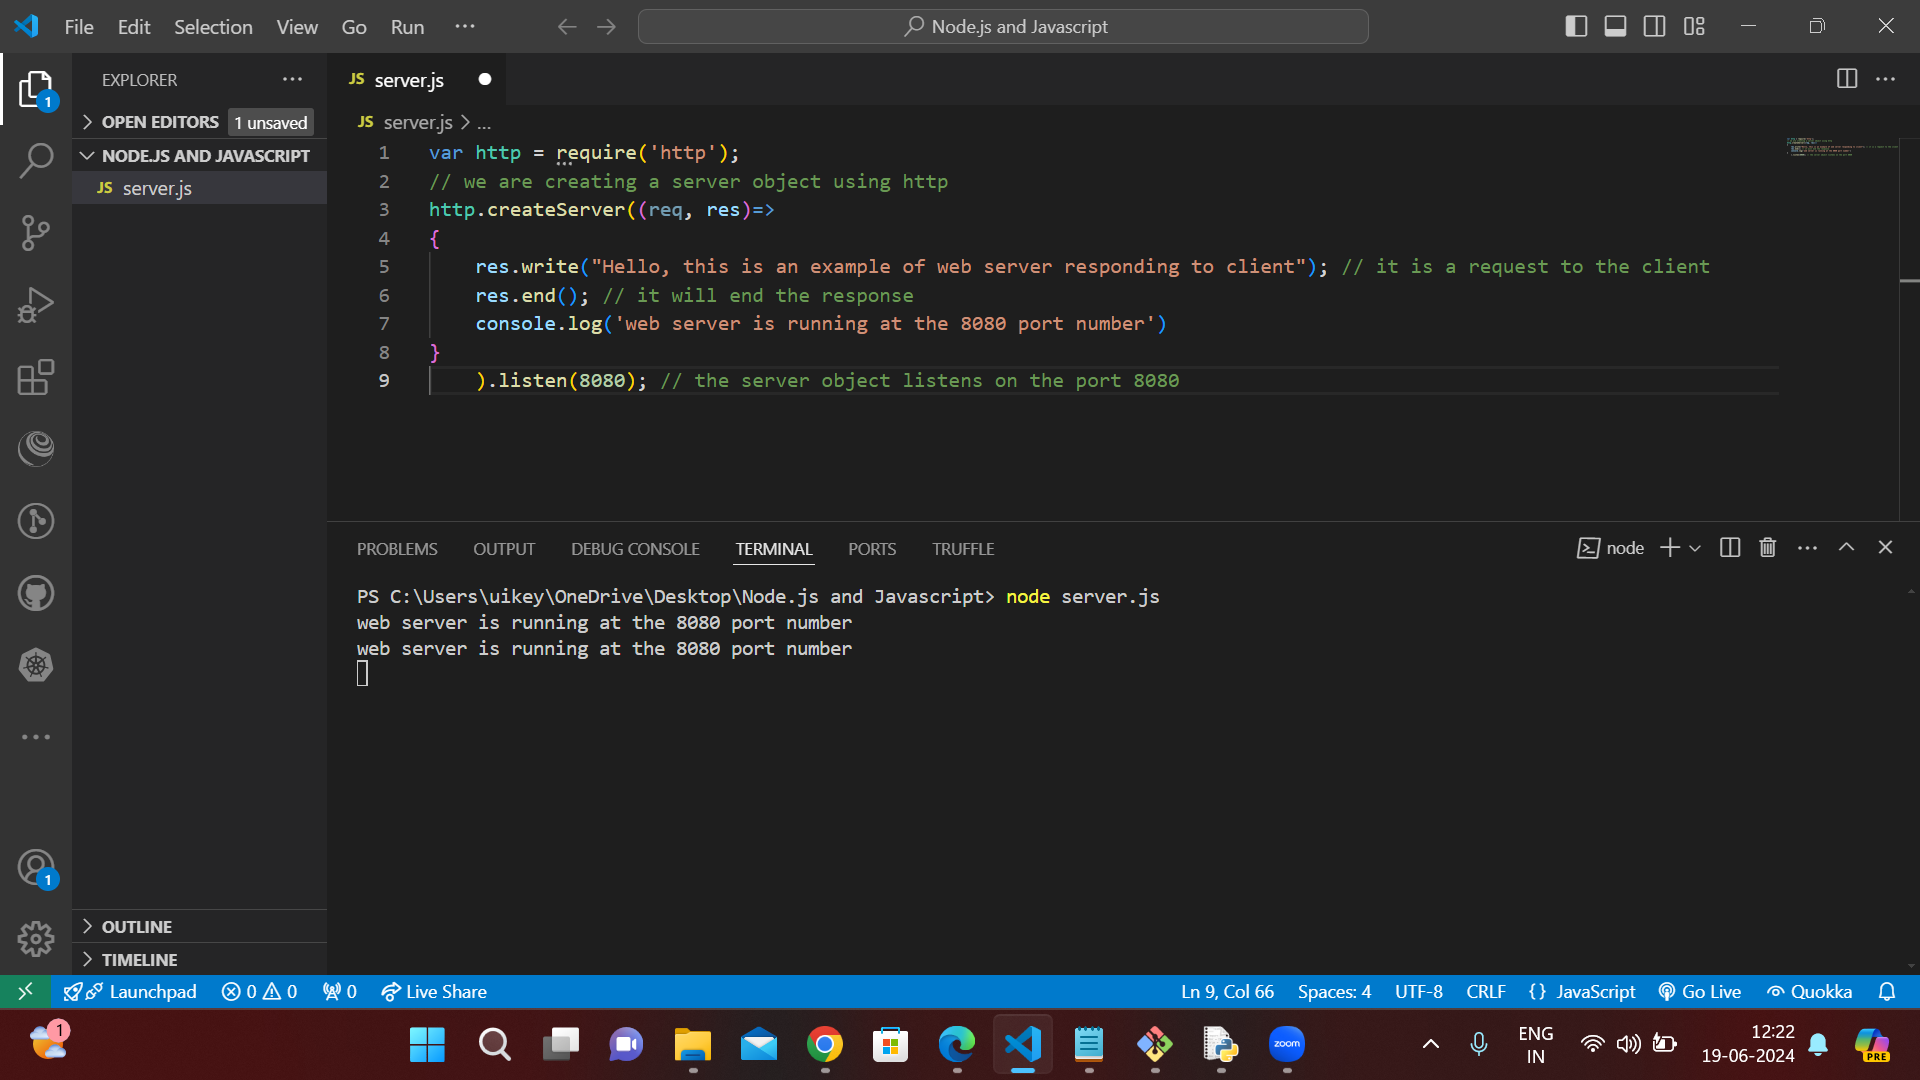 File Edit Selection View Go Run ···
Node.js and Javascript
EXPLORER
OPEN EDITORS 1 unsaved
NODE.JS AND JAVASCRIPT
JS server.js
OUTLINE
TIMELINE
JS server.js
JS server.js > ...
1 var http = require('http');
2 // we are creating a server object using http
3 http.createServer((req, res)=>
4 {
5 res.write("Hello, this is an example of web server responding to client"); // it is a request to the client
6 res.end(); // it will end the response
7 console.log('web server is running at the 8080 port number')
8 }
9 ).listen(8080); // the server object listens on the port 8080
PROBLEMS OUTPUT DEBUG CONSOLE TERMINAL PORTS TRUFFLE
node
PS C:\Users\uikey\OneDrive\Desktop\Node.js and Javascript> node server.js
web server is running at the 8080 port number
web server is running at the 8080 port number
1
1
Launchpad 0 0 0 Live Share
Ln 9, Col 66 Spaces: 4 UTF-8 CRLF {} JavaScript Go Live Quokka
1
zoom
ENG
IN
12:22
19-06-2024
PRE